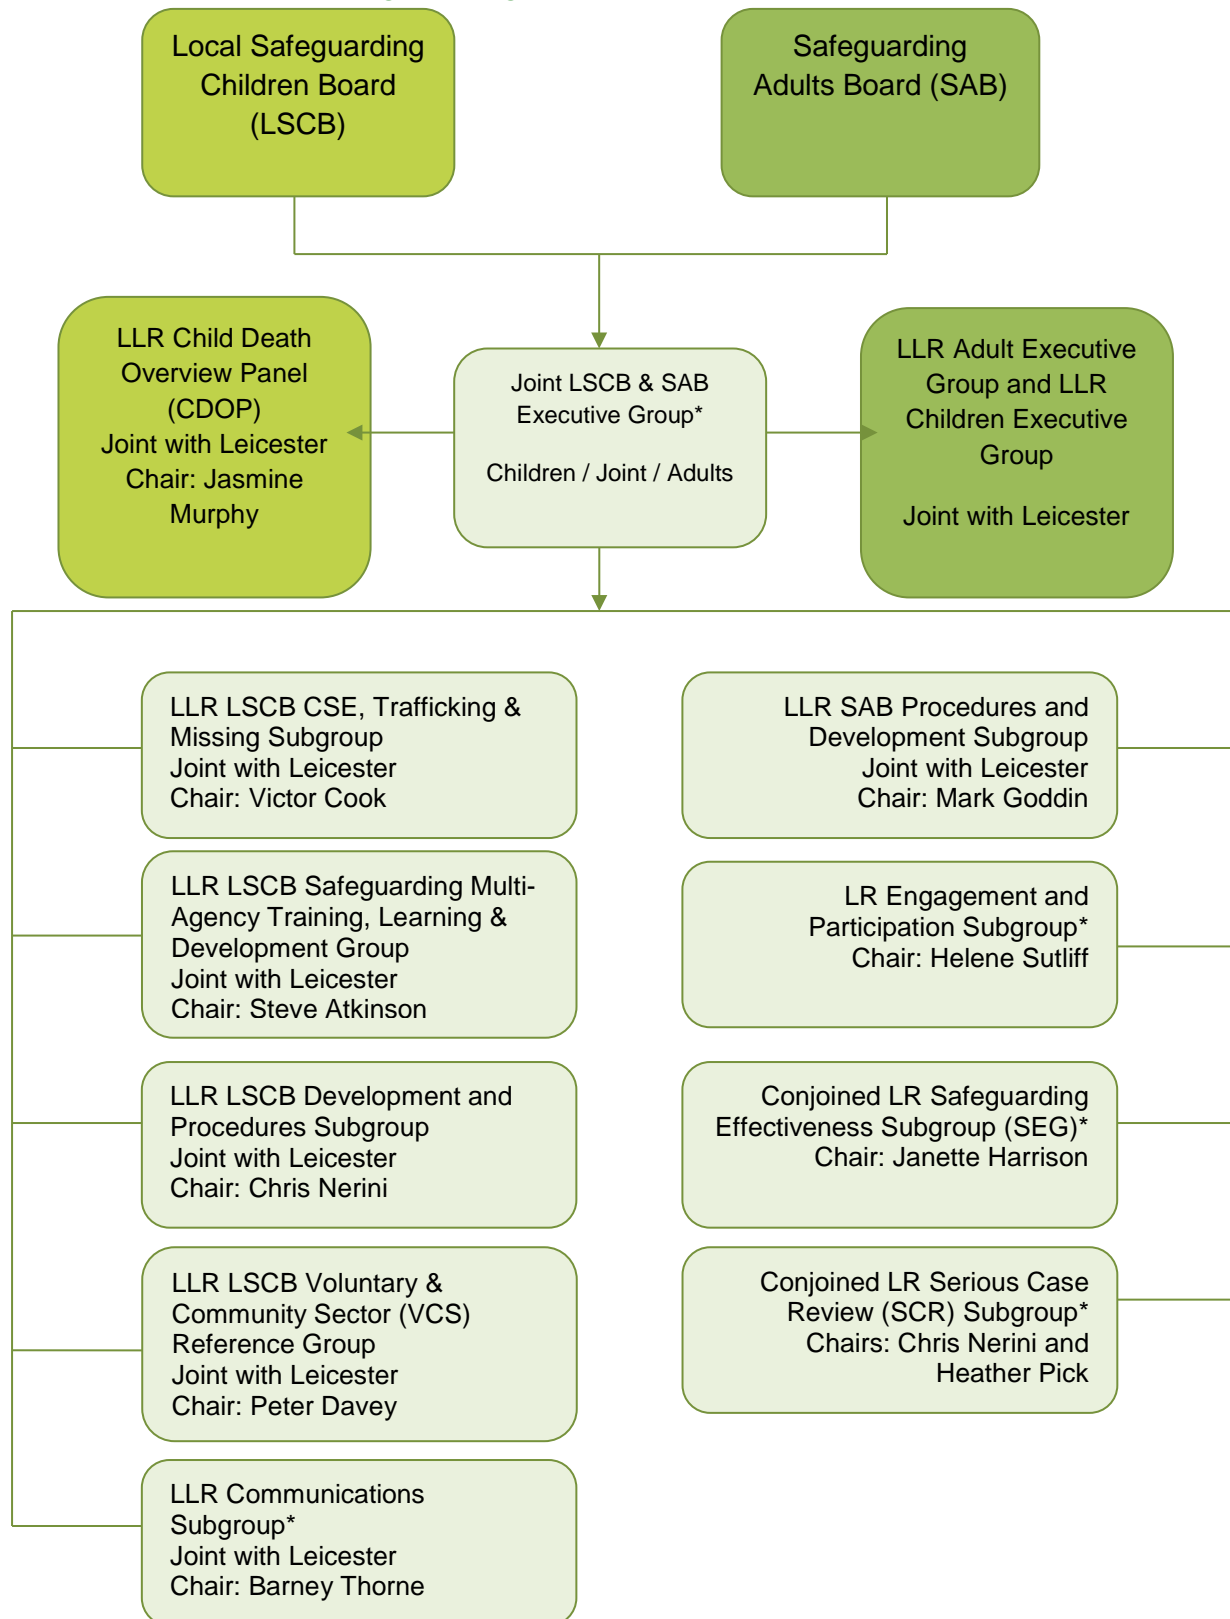 Local Safeguarding
Children Board
(LSCB)
Safeguarding
Adults Board (SAB)
LLR Child Death
Overview Panel
(CDOP)
Joint with Leicester
Chair: Jasmine
Murphy
Joint LSCB & SAB
Executive Group*
Children / Joint / Adults
LLR Adult Executive
Group and LLR
Children Executive
Group
Joint with Leicester
LLR LSCB CSE, Trafficking &
Missing Subgroup
Joint with Leicester
Chair: Victor Cook
LLR SAB Procedures and
Development Subgroup
Joint with Leicester
Chair: Mark Goddin
LLR LSCB Safeguarding Multi-
Agency Training, Learning &
Development Group
Joint with Leicester
Chair: Steve Atkinson
LR Engagement and
Participation Subgroup*
Chair: Helene Sutliff
LLR LSCB Development and
Procedures Subgroup
Joint with Leicester
Chair: Chris Nerini
Conjoined LR Safeguarding
Effectiveness Subgroup (SEG)*
Chair: Janette Harrison
LLR LSCB Voluntary &
Community Sector (VCS)
Reference Group
Joint with Leicester
Chair: Peter Davey
Conjoined LR Serious Case
Review (SCR) Subgroup*
Chairs: Chris Nerini and
Heather Pick
LLR Communications
Subgroup*
Joint with Leicester
Chair: Barney Thorne